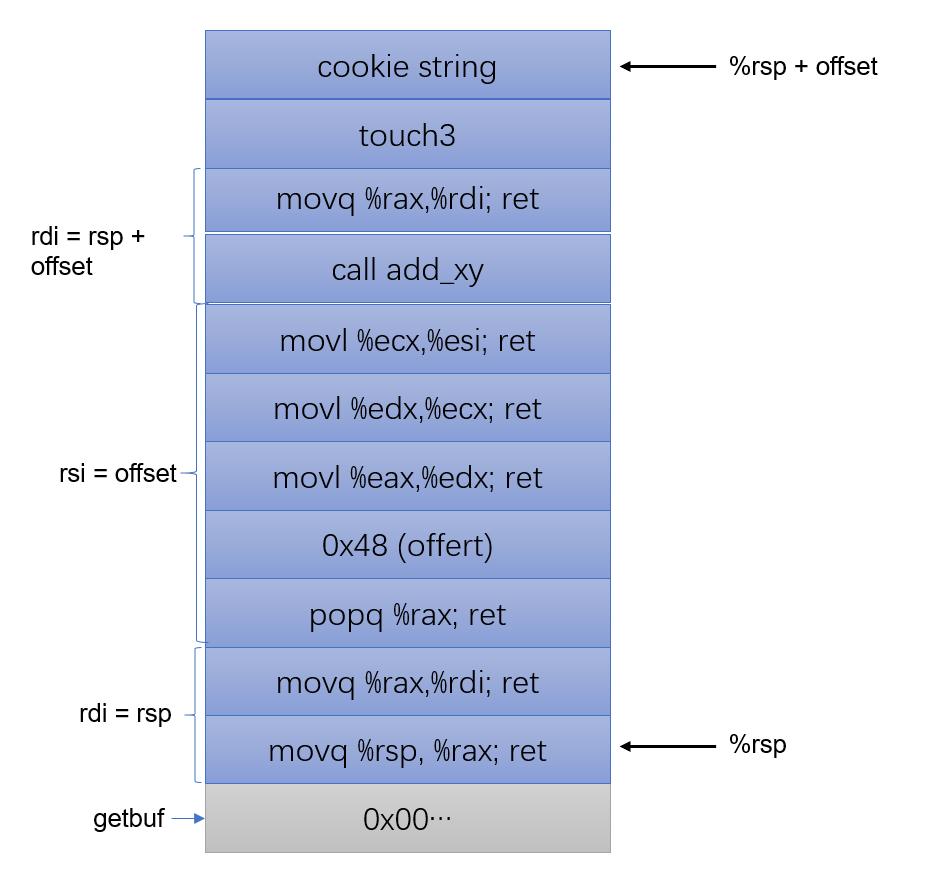 cookie string
%rsp + offset
touch3
movq %rax,%rdi; ret
rdi = rsp +
offset
call add_xy
movl %ecx,%esi; ret
movl %edx,%ecx; ret
rsi = offset
movl %eax,%edx; ret
0x48 (offert)
popq %rax; ret
movq %rax,%rdi; ret
rdi = rsp
movq %rsp, %rax; ret
%rsp
getbuf
0x00···